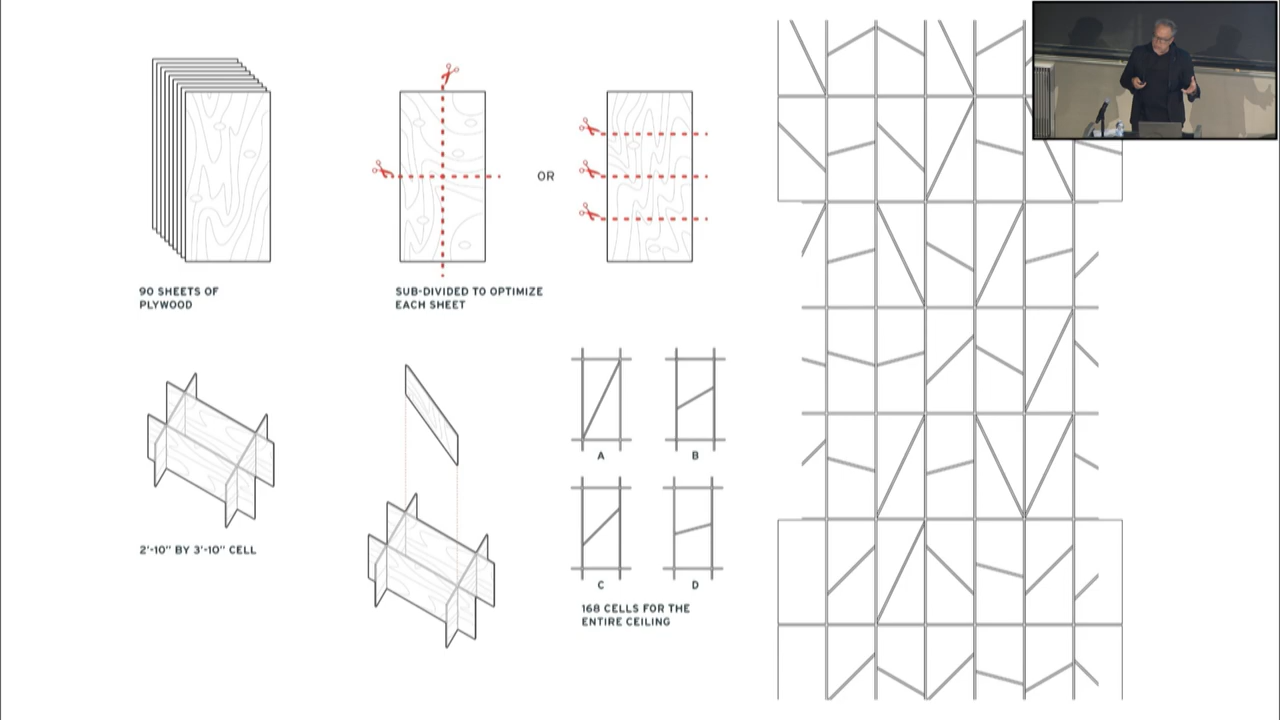 90 SHEETS OF
PLYWOOD
SUB-DIVIDED TO OPTIMIZE
EACH SHEET
OR
2'-10" BY 3'-10" CELL
A
B
C
D
168 CELLS FOR THE
ENTIRE CEILING